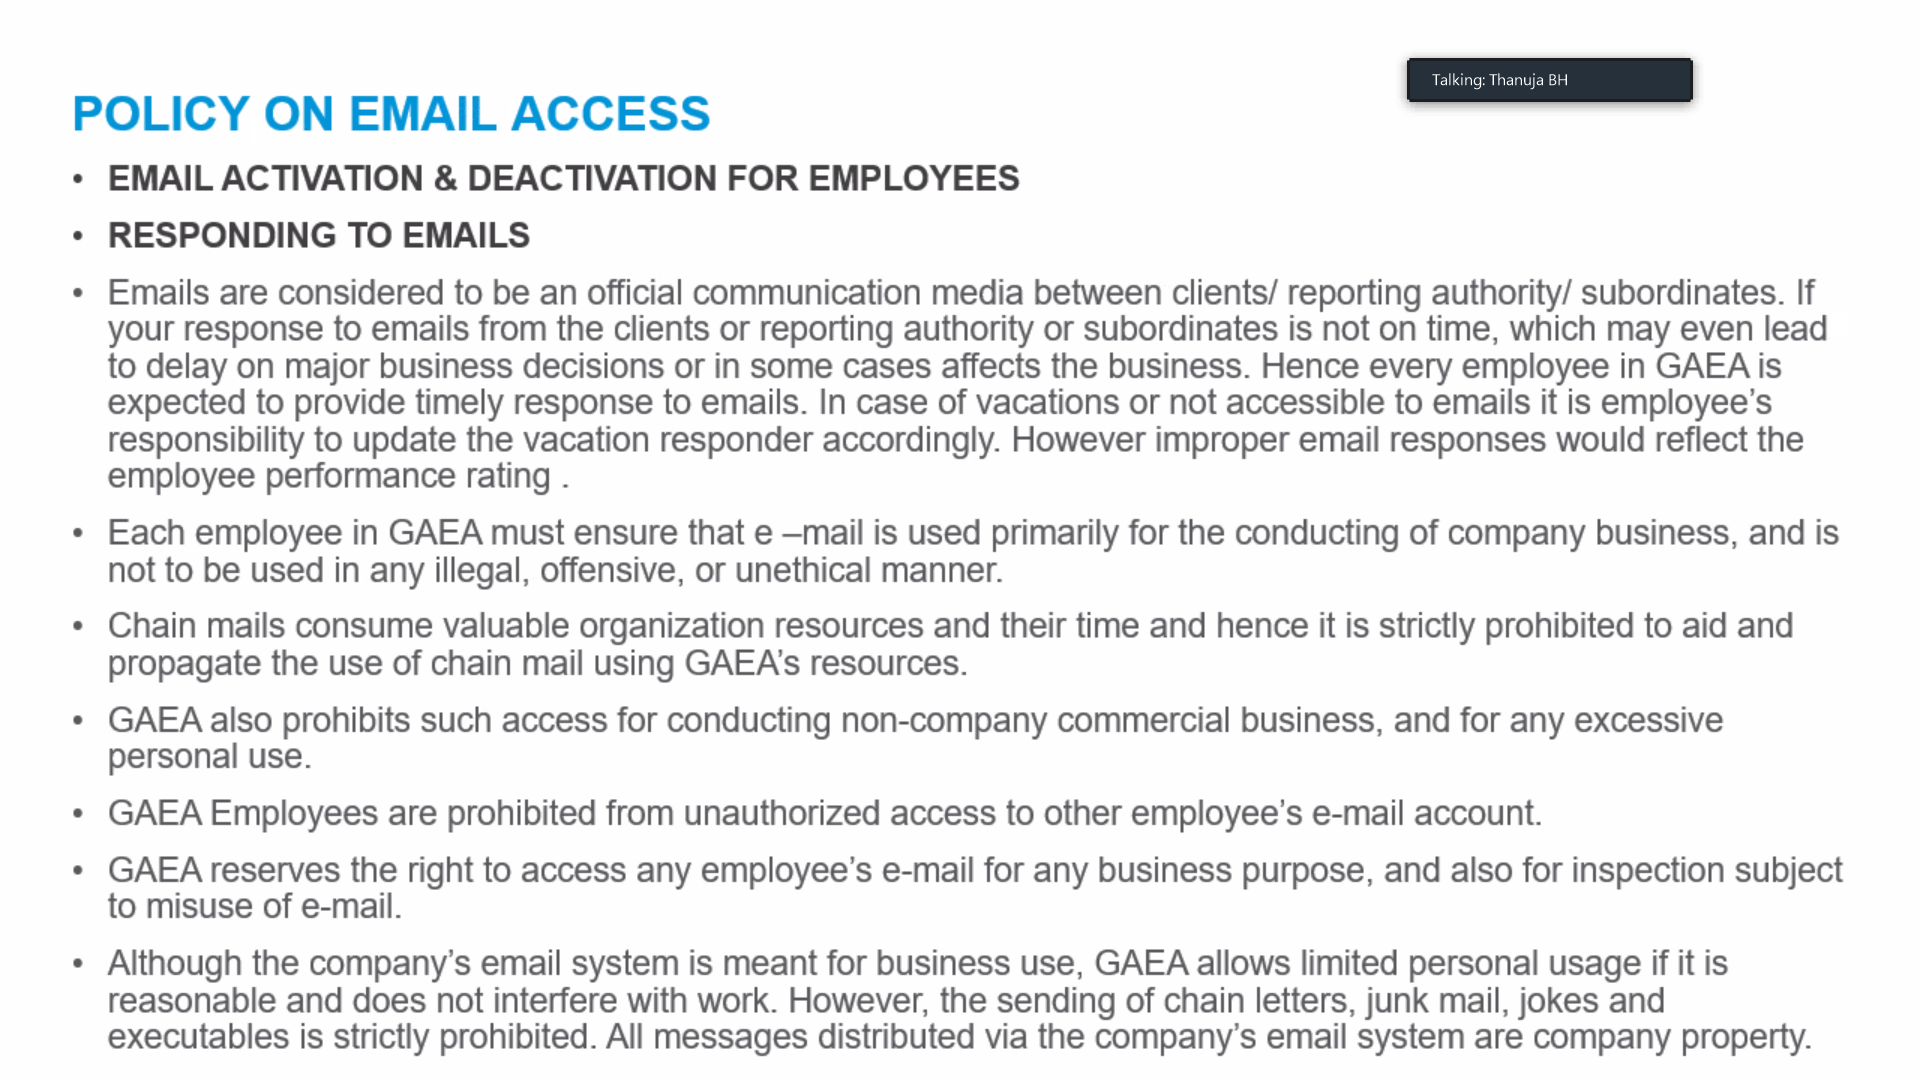 Talking: Thanuja BH
POLICY ON EMAIL ACCESS
• EMAIL ACTIVATION & DEACTIVATION FOR EMPLOYEES
• RESPONDING TO EMAILS
• Emails are considered to be an official communication media between clients/ reporting authority/ subordinates. If
your response to emails from the clients or reporting authority or subordinates is not on time, which may even lead
to delay on major business decisions or in some cases affects the business. Hence every employee in GAEA is
expected to provide timely response to emails. In case of vacations or not accessible to emails it is employee’s
responsibility to update the vacation responder accordingly. However improper email responses would reflect the
employee performance rating .
• Each employee in GAEA must ensure that e –mail is used primarily for the conducting of company business, and is
not to be used in any illegal, offensive, or unethical manner.
• Chain mails consume valuable organization resources and their time and hence it is strictly prohibited to aid and
propagate the use of chain mail using GAEA’s resources.
• GAEA also prohibits such access for conducting non-company commercial business, and for any excessive
personal use.
• GAEA Employees are prohibited from unauthorized access to other employee’s e-mail account.
• GAEA reserves the right to access any employee’s e-mail for any business purpose, and also for inspection subject
to misuse of e-mail.
• Although the company’s email system is meant for business use, GAEA allows limited personal usage if it is
reasonable and does not interfere with work. However, the sending of chain letters, junk mail, jokes and
executables is strictly prohibited. All messages distributed via the company’s email system are company property.